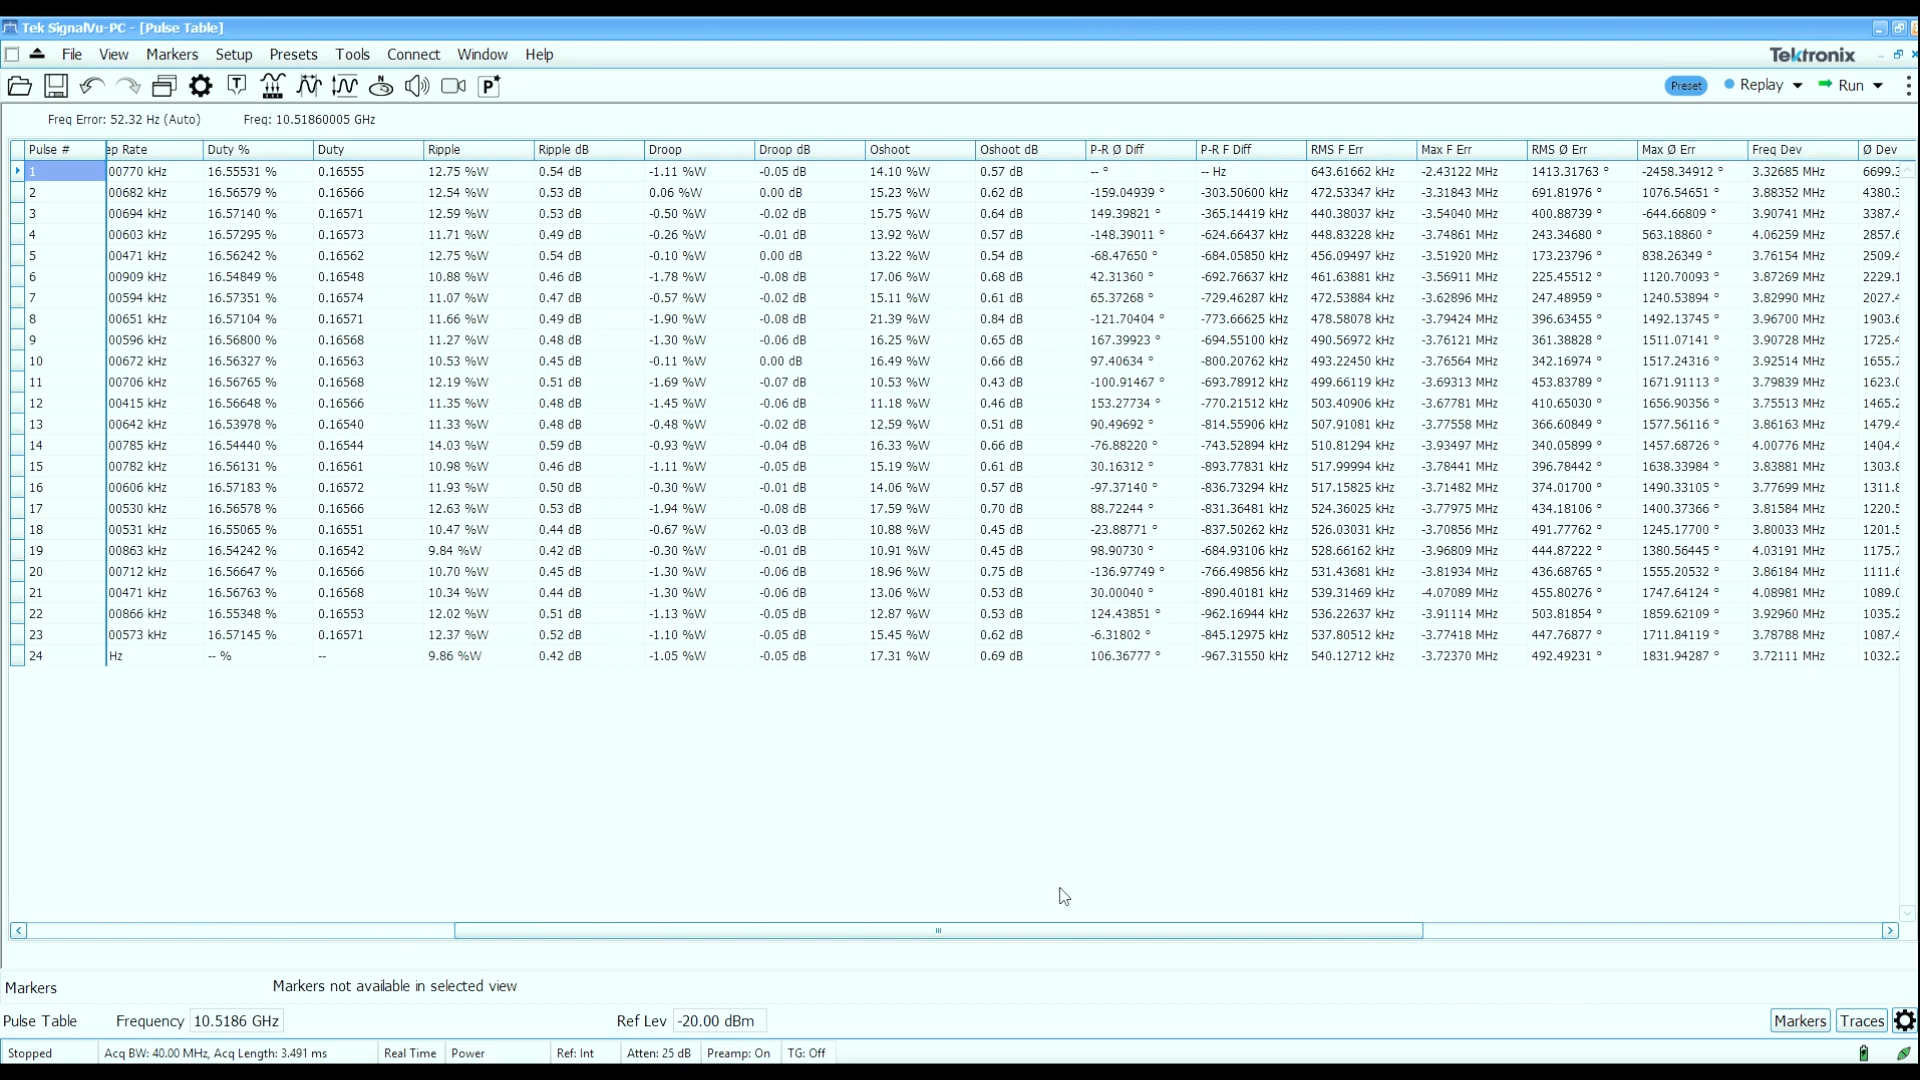 Tek SignalVu-PC - [Pulse Table]
File View Markers Setup Presets Tools Connect Window Help Tektronix
Preset Replay Run
Freq Error: 52.32 Hz (Auto) Freq: 10.51860005 GHz
Pulse # ep Rate Duty % Duty Ripple Ripple dB Droop Droop dB Oshoot Oshoot dB P-R Ø Diff P-R F Diff RMS F Err Max F Err RMS Ø Err Max Ø Err Freq Dev Ø Dev
1 00770 kHz 16.55531 % 0.16555 12.75 %W 0.54 dB -1.11 %W -0.05 dB 14.10 %W 0.57 dB -- ° -- Hz 643.61662 kHz -2.43122 MHz 1413.31763 ° -2458.34912 ° 3.32685 MHz 6699.3
2 00682 kHz 16.56579 % 0.16566 12.54 %W 0.53 dB 0.06 %W 0.00 dB 15.23 %W 0.62 dB -159.04939 ° -303.50600 kHz 472.53347 kHz -3.31843 MHz 691.81976 ° 1076.54651 ° 3.88352 MHz 4380.3
3 00694 kHz 16.57140 % 0.16571 12.59 %W 0.53 dB -0.50 %W -0.02 dB 15.75 %W 0.64 dB 149.39821 ° -365.14419 kHz 440.38037 kHz -3.54040 MHz 400.88739 ° -644.66809 ° 3.90741 MHz 3387.4
4 00603 kHz 16.57295 % 0.16573 11.71 %W 0.49 dB -0.26 %W -0.01 dB 13.92 %W 0.57 dB -148.39011 ° -624.66437 kHz 448.83228 kHz -3.74861 MHz 243.34680 ° 563.18860 ° 4.06259 MHz 2857.6
5 00471 kHz 16.56242 % 0.16562 12.75 %W 0.54 dB -0.10 %W 0.00 dB 13.22 %W 0.54 dB -68.47650 ° -684.05850 kHz 456.09497 kHz -3.51920 MHz 173.23796 ° 838.26349 ° 3.76154 MHz 2509.4
6 00909 kHz 16.54849 % 0.16548 10.88 %W 0.46 dB -1.78 %W -0.08 dB 17.06 %W 0.68 dB 42.31360 ° -692.76637 kHz 461.63881 kHz -3.56911 MHz 225.45512 ° 1120.70093 ° 3.87269 MHz 2229.1
7 00594 kHz 16.57351 % 0.16574 11.07 %W 0.47 dB -0.57 %W -0.02 dB 15.11 %W 0.61 dB 65.37268 ° -729.46287 kHz 472.53884 kHz -3.62896 MHz 247.48959 ° 1240.53894 ° 3.82990 MHz 2027.4
8 00651 kHz 16.57104 % 0.16571 11.66 %W 0.49 dB -1.90 %W -0.08 dB 21.39 %W 0.84 dB -121.70404 ° -773.66625 kHz 478.58078 kHz -3.79424 MHz 396.63455 ° 1492.13745 ° 3.96700 MHz 1903.6
9 00596 kHz 16.56800 % 0.16568 11.27 %W 0.48 dB -1.30 %W -0.06 dB 16.25 %W 0.65 dB 167.39923 ° -694.55100 kHz 490.56972 kHz -3.76121 MHz 361.38828 ° 1511.07141 ° 3.90728 MHz 1725.4
10 00672 kHz 16.56327 % 0.16563 10.53 %W 0.45 dB -0.11 %W 0.00 dB 16.49 %W 0.66 dB 97.40634 ° -800.20762 kHz 493.22450 kHz -3.76564 MHz 342.16974 ° 1517.24316 ° 3.92514 MHz 1655.7
11 00706 kHz 16.56765 % 0.16568 12.19 %W 0.51 dB -1.69 %W -0.07 dB 10.53 %W 0.43 dB -100.91467 ° -693.78912 kHz 499.66119 kHz -3.69313 MHz 453.83789 ° 1671.91113 ° 3.79839 MHz 1623.0
12 00415 kHz 16.56648 % 0.16566 11.35 %W 0.48 dB -1.45 %W -0.06 dB 11.18 %W 0.46 dB 153.27734 ° -770.21512 kHz 503.40906 kHz -3.67781 MHz 410.65030 ° 1656.90356 ° 3.75513 MHz 1465.2
13 00642 kHz 16.53978 % 0.16540 11.33 %W 0.48 dB -0.48 %W -0.02 dB 12.59 %W 0.51 dB 90.49692 ° -814.55906 kHz 507.91081 kHz -3.77558 MHz 366.60849 ° 1577.56116 ° 3.86163 MHz 1479.4
14 00785 kHz 16.54440 % 0.16544 14.03 %W 0.59 dB -0.93 %W -0.04 dB 16.33 %W 0.66 dB -76.88220 ° -743.52894 kHz 510.81294 kHz -3.93497 MHz 340.05899 ° 1457.68726 ° 4.00776 MHz 1404.4
15 00782 kHz 16.56131 % 0.16561 10.98 %W 0.46 dB -1.11 %W -0.05 dB 15.19 %W 0.61 dB 30.16312 ° -893.77831 kHz 517.99994 kHz -3.78441 MHz 396.78442 ° 1638.33984 ° 3.83881 MHz 1303.8
16 00606 kHz 16.57183 % 0.16572 11.93 %W 0.50 dB -0.30 %W -0.01 dB 14.06 %W 0.57 dB -97.37140 ° -836.73294 kHz 517.15825 kHz -3.71482 MHz 374.01700 ° 1490.33105 ° 3.77699 MHz 1311.8
17 00530 kHz 16.56578 % 0.16566 12.63 %W 0.53 dB -1.94 %W -0.08 dB 17.59 %W 0.70 dB 88.72244 ° -831.36481 kHz 524.36025 kHz -3.77975 MHz 434.18106 ° 1400.37366 ° 3.81584 MHz 1220.5
18 00531 kHz 16.55065 % 0.16551 10.47 %W 0.44 dB -0.67 %W -0.03 dB 10.88 %W 0.45 dB -23.88771 ° -837.50262 kHz 526.03031 kHz -3.70856 MHz 491.77762 ° 1245.17700 ° 3.80033 MHz 1201.5
19 00863 kHz 16.54242 % 0.16542 9.84 %W 0.42 dB -0.30 %W -0.01 dB 10.91 %W 0.45 dB 98.90730 ° -684.93106 kHz 528.66162 kHz -3.96809 MHz 444.87222 ° 1380.56445 ° 4.03191 MHz 1175.7
20 00712 kHz 16.56647 % 0.16566 10.70 %W 0.45 dB -1.30 %W -0.06 dB 18.96 %W 0.75 dB -136.97749 ° -766.49856 kHz 531.43681 kHz -3.81934 MHz 436.68765 ° 1555.20532 ° 3.86184 MHz 1111.6
21 00471 kHz 16.56763 % 0.16568 10.34 %W 0.44 dB -1.30 %W -0.06 dB 13.06 %W 0.53 dB 30.00040 ° -890.40181 kHz 539.31469 kHz -4.07089 MHz 455.80276 ° 1747.64124 ° 4.08981 MHz 1089.0
22 00866 kHz 16.55348 % 0.16553 12.02 %W 0.51 dB -1.13 %W -0.05 dB 12.87 %W 0.53 dB 124.43851 ° -962.16944 kHz 536.22637 kHz -3.91114 MHz 503.81854 ° 1859.62109 ° 3.92960 MHz 1035.2
23 00573 kHz 16.57145 % 0.16571 12.37 %W 0.52 dB -1.10 %W -0.05 dB 15.45 %W 0.62 dB -6.31802 ° -845.12975 kHz 537.80512 kHz -3.77418 MHz 447.76877 ° 1711.84119 ° 3.78788 MHz 1087.4
24 Hz -- % -- 9.86 %W 0.42 dB -1.05 %W -0.05 dB 17.31 %W 0.69 dB 106.36777 ° -967.31550 kHz 540.12712 kHz -3.72370 MHz 492.49231 ° 1831.94287 ° 3.72111 MHz 1032.2
Markers Markers not available in selected view
Pulse Table Frequency 10.5186 GHz Ref Lev -20.00 dBm Markers Traces
Stopped Acq BW: 40.00 MHz, Acq Length: 3.491 ms Real Time Power Ref: Int Atten: 25 dB Preamp: On TG: Off